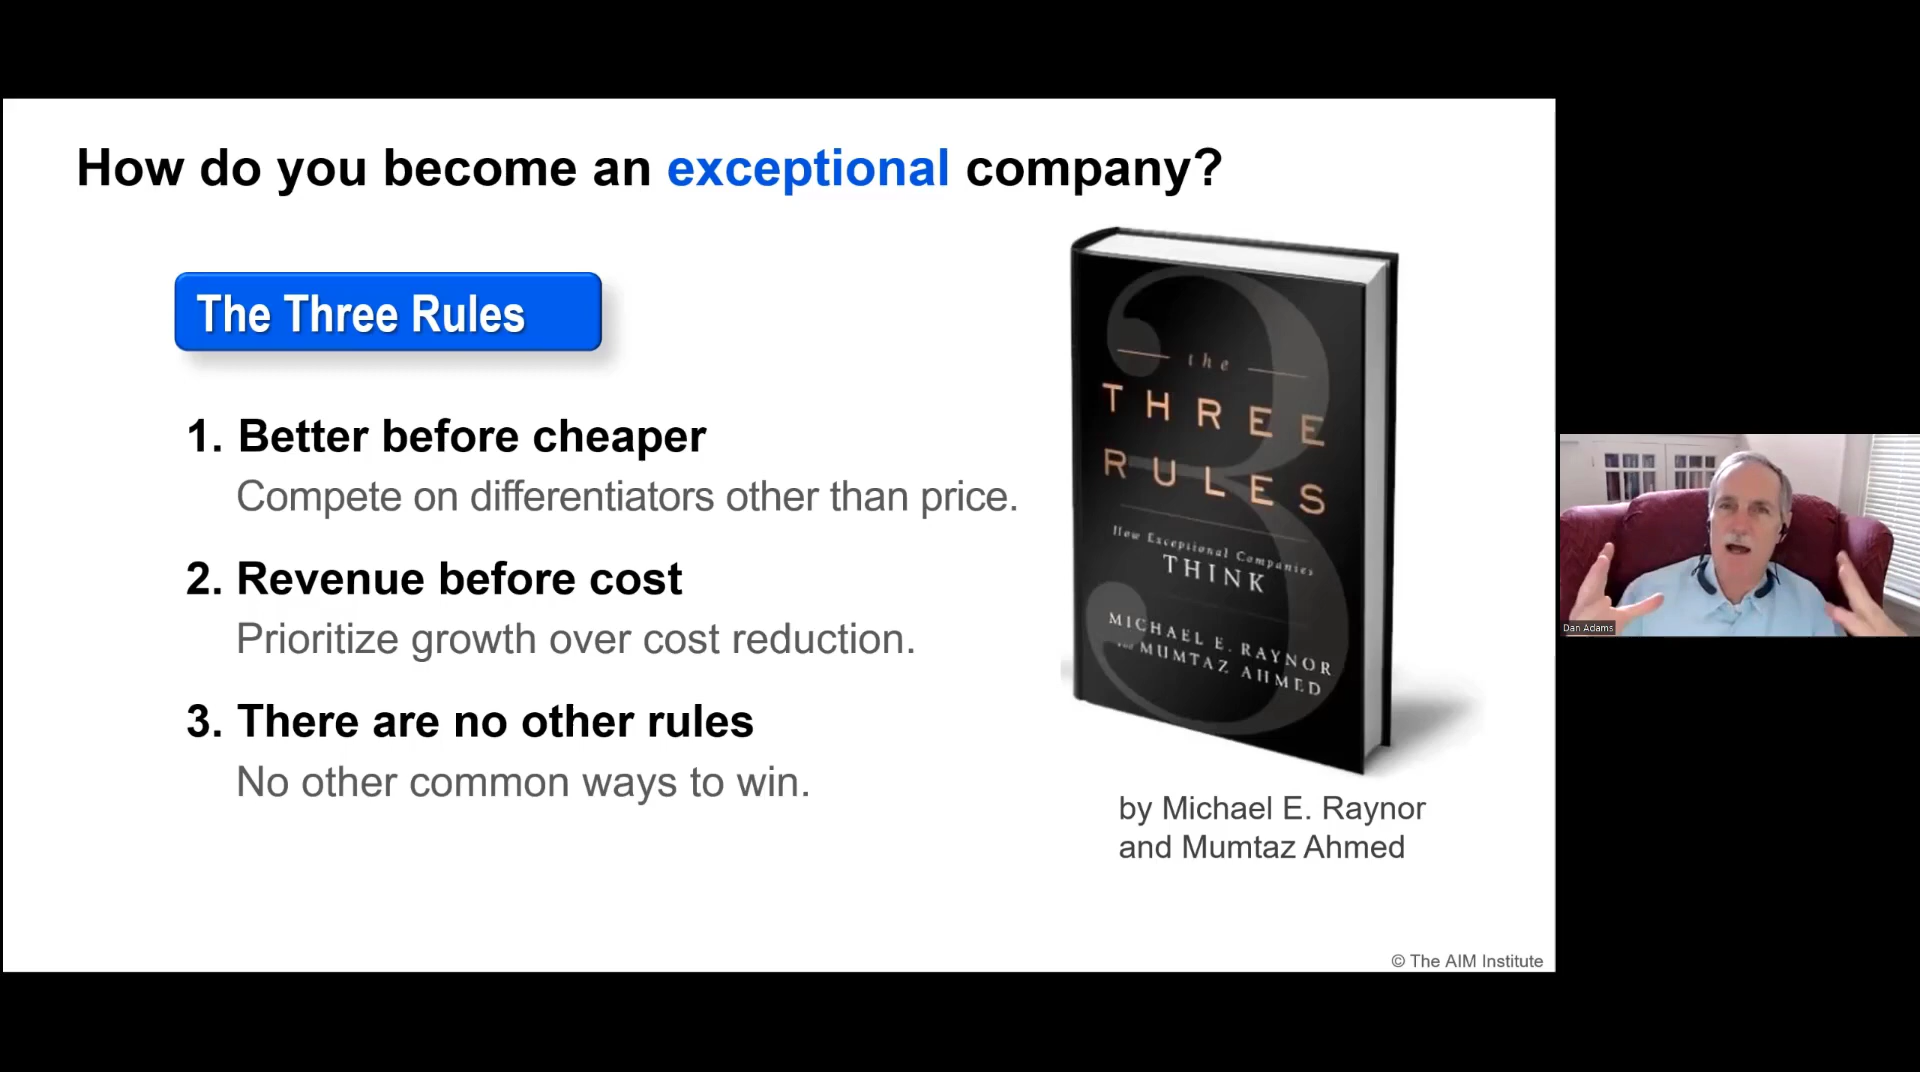 How do you become an exceptional company?
The Three Rules
1. Better before cheaper
Compete on differentiators other than price.
2. Revenue before cost
Prioritize growth over cost reduction.
3. There are no other rules
No other common ways to win.
3
the
THREE
RULES
How Exceptional Companies
THINK
MICHAEL E. RAYNOR
AND MUMTAZ AHMED
by Michael E. Raynor
and Mumtaz Ahmed
© The AIM Institute
Dan Adams